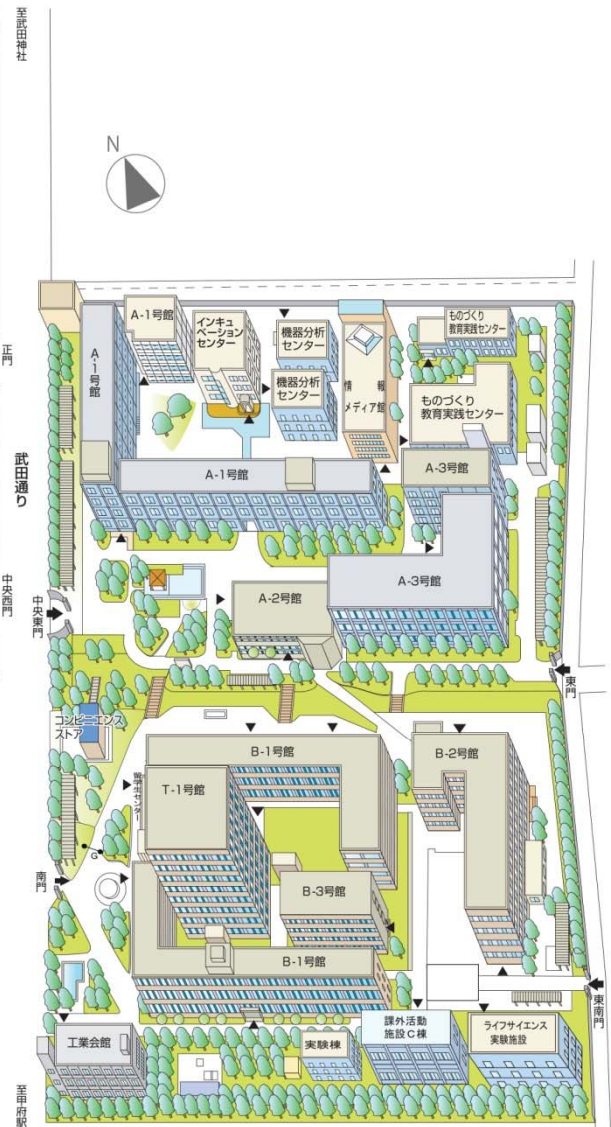 至武田神社
N
正門
武田通り
中央西門
中央東門
A-1号館
A-1号館
インキュ
ベーション
センター
機器分析
センター
機器分析
センター
情報
メディア館
ものづくり
教育実践センター
ものづくり
教育実践センター
A-1号館
A-3号館
A-3号館
A-2号館
東門
コンビニエンス
ストア
B-1号館
B-2号館
T-1号館
留学生センター
G
南門
B-3号館
B-1号館
東南門
工業会館
実験棟
課外活動
施設C棟
ライフサイエンス
実験施設
至甲府駅